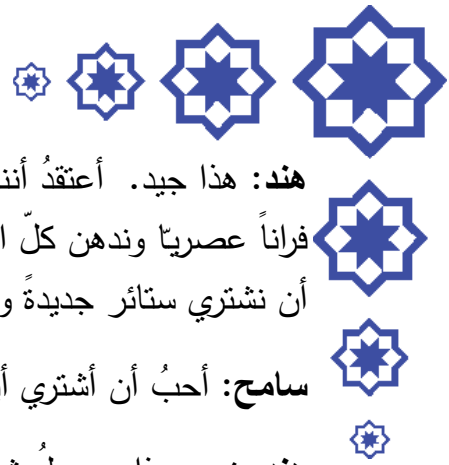 هند: هذا جيد. أعتقدُ أنن
فراناً عصريّا وندهن كلّ ا
أن نشتري ستائر جديدةً و
سامح: أحبُ أن أشتري أ